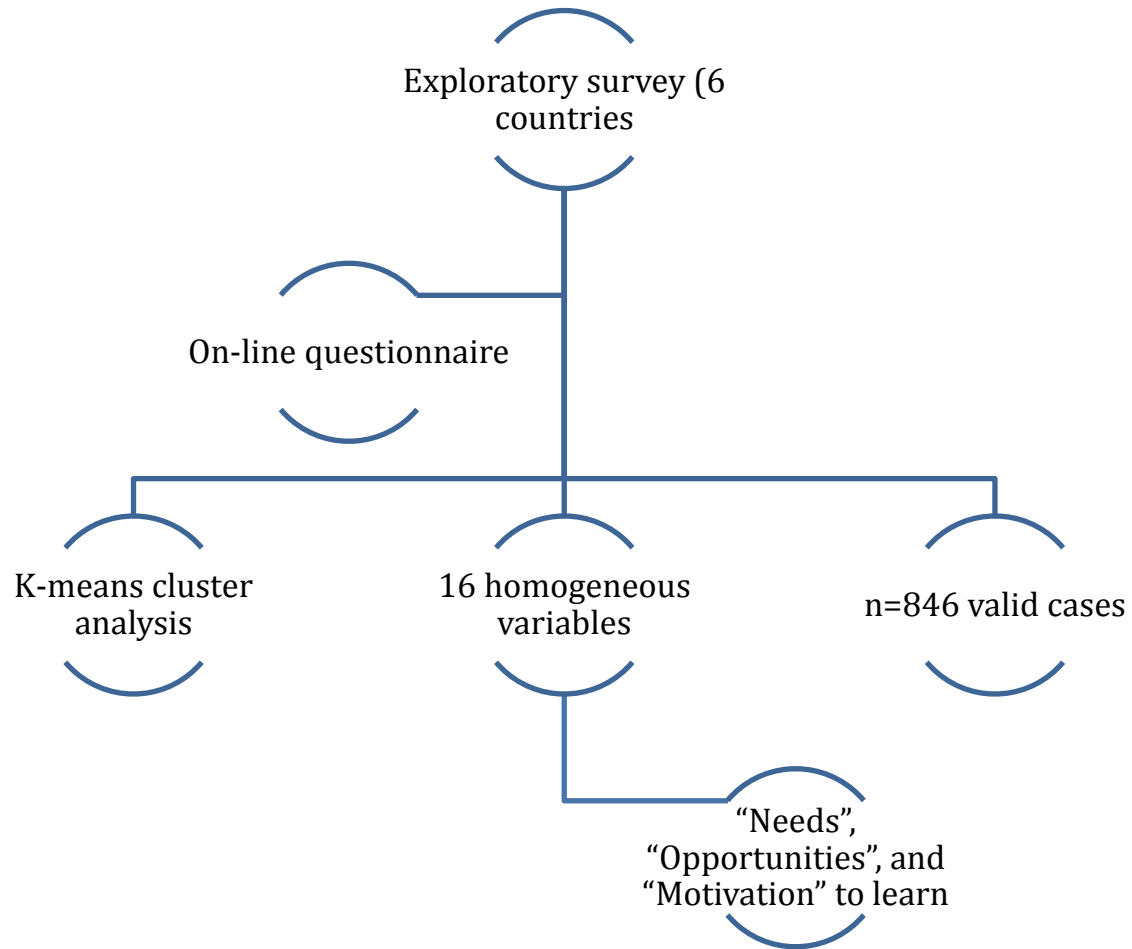 Exploratory survey (6
countries
On-line questionnaire
K-means cluster
analysis
16 homogeneous
variables
n=846 valid cases
“Needs”,
“Opportunities”, and
“Motivation” to learn